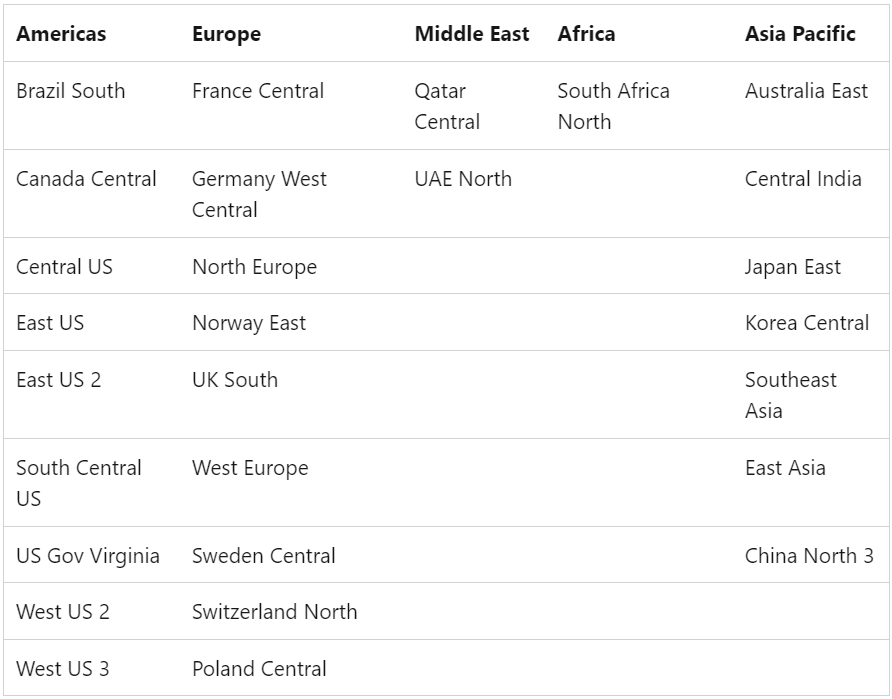 Americas Europe Middle East Africa Asia Pacific
Brazil South France Central Qatar South Africa Australia East
Central North
Canada Central Germany West UAE North Central India
Central
Central US North Europe Japan East
East US Norway East Korea Central
East US 2 UK South Southeast
Asia
South Central West Europe East Asia
US
US Gov Virginia Sweden Central China North 3
West US 2 Switzerland North
West US 3 Poland Central